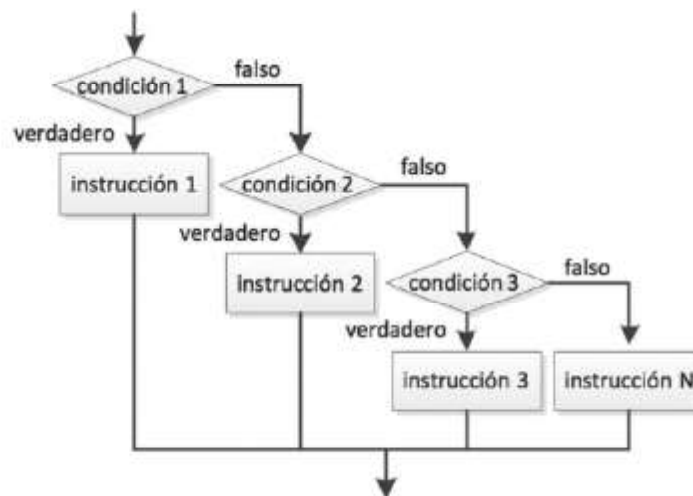 condición 1
falso
verdadero
instrucción 1
condición 2
falso
verdadero
instrucción 2
condición 3
falso
verdadero
instrucción 3
instrucción N